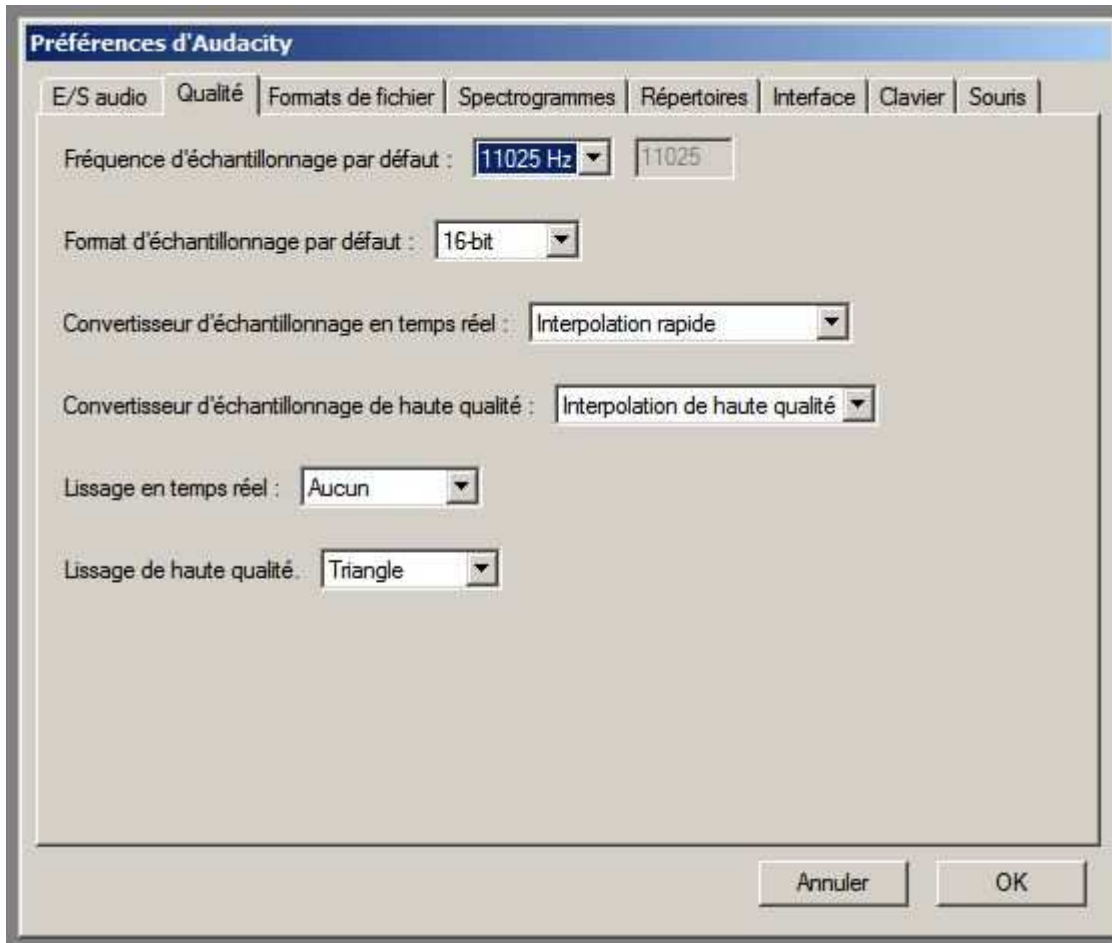 Préférences d'Audacity
E/S audio Qualité Formats de fichier Spectrogrammes Répertoires Interface Clavier Souris
Fréquence d'échantillonnage par défaut : 11025 Hz 11025
Format d'échantillonnage par défaut : 16-bit
Convertisseur d'échantillonnage en temps réel : Interpolation rapide
Convertisseur d'échantillonnage de haute qualité : Interpolation de haute qualité
Lissage en temps réel : Aucun
Lissage de haute qualité. Triangle
Annuler OK